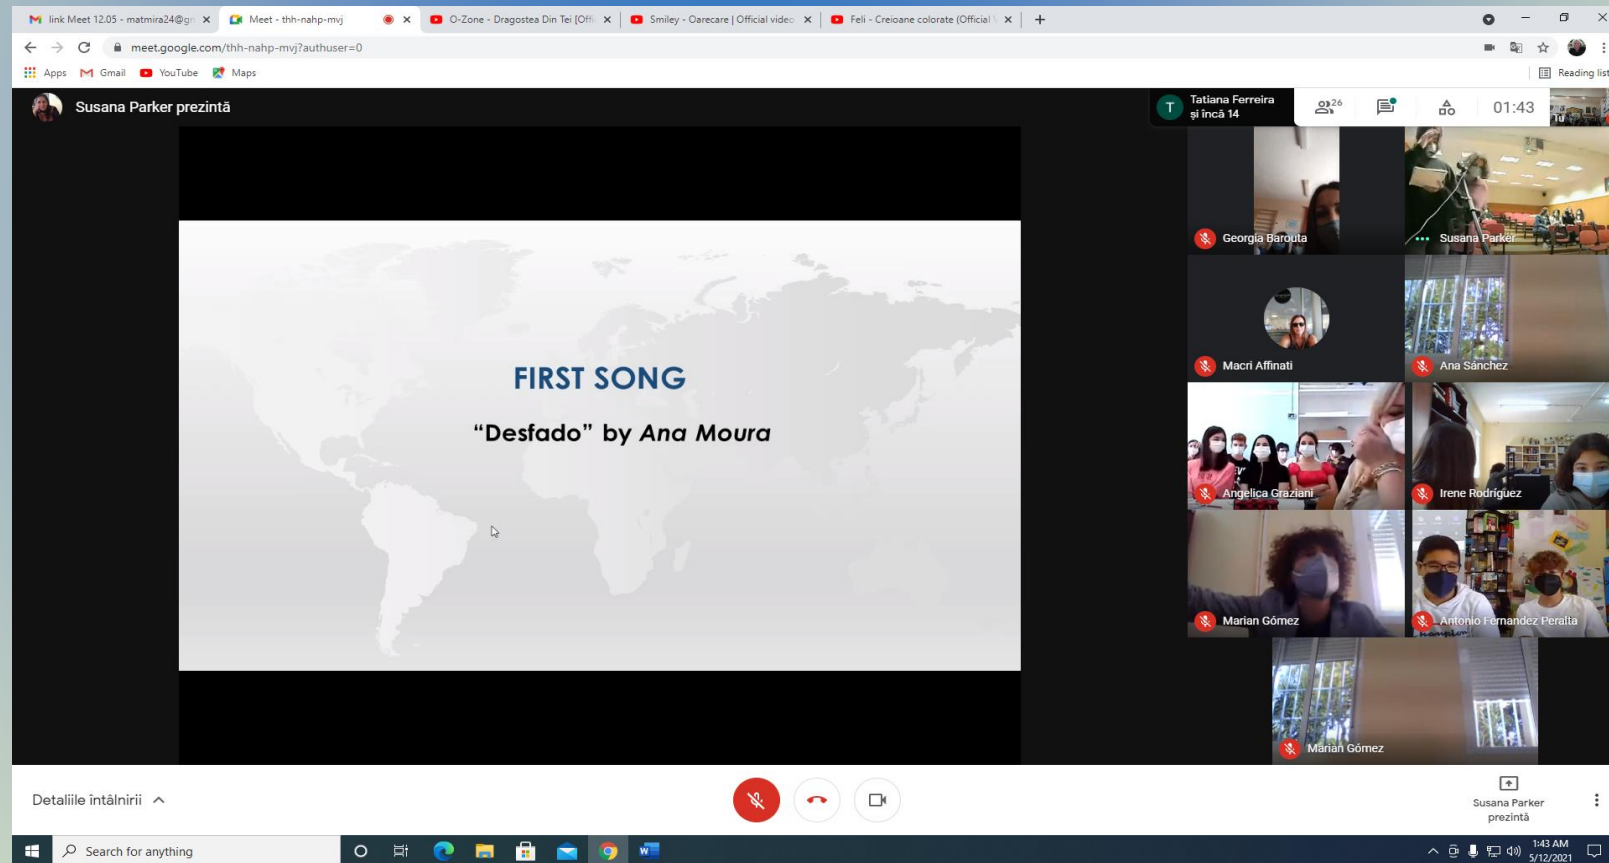 link Meet 12.05 - matmira24@gm
Meet - thh-nahp-mvj
O-Zone - Dragostea Din Tei [Offi
Smiley - Oarecare | Official video
Feli - Creioane colorate (Official
meet.google.com/thh-nahp-mvj?authuser=0
Apps
Gmail
YouTube
Maps
Reading list
Susana Parker prezintă
T
Tatiana Ferreira
și încă 14
26
01:43
Tu
Georgia Barouta
Susana Parker
Macri Affinati
Ana Sánchez
FIRST SONG
“Desfado” by Ana Moura
Angelica Graziani
Irene Rodríguez
Marian Gómez
Antonio Fernandez Peralta
Marian Gómez
Detaliile întâlnirii
Susana Parker
prezintă
Search for anything
1:43 AM
5/12/2021